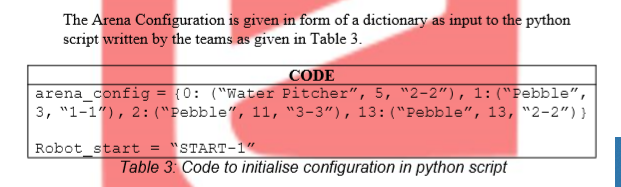 The Arena Configuration is given in form of a dictionary as input to the python
script written by the teams as given in Table 3.
CODE
arena_config = {0: (“Water Pitcher”, 5, “2-2”), 1:(“Pebble”,
3, “1-1”), 2:(“Pebble”, 11, “3-3”), 13:(“Pebble”, 13, “2-2”)}
Robot_start = “START-1”
Table 3: Code to initialise configuration in python script